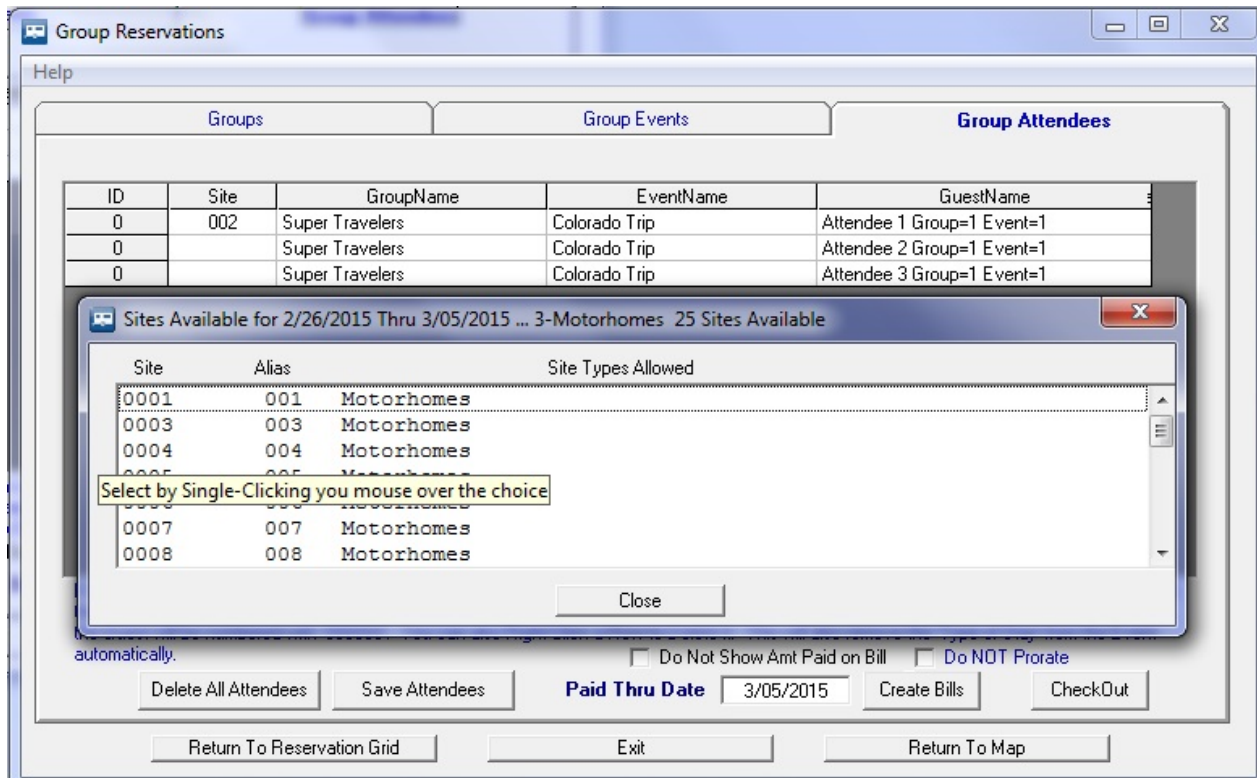 Group Reservations
Help
Groups Group Events Group Attendees
ID Site GroupName EventName GuestName
0 002 Super Travelers Colorado Trip Attendee 1 Group=1 Event=1
0 Super Travelers Colorado Trip Attendee 2 Group=1 Event=1
0 Super Travelers Colorado Trip Attendee 3 Group=1 Event=1
Sites Available for 2/26/2015 Thru 3/05/2015 ... 3-Motorhomes 25 Sites Available
Site Alias Site Types Allowed
0001 001 Motorhomes
0003 003 Motorhomes
0004 004 Motorhomes
Select by Single-Clicking you mouse over the choice
0007 007 Motorhomes
0008 008 Motorhomes
Close
automatically.
Do Not Show Amt Paid on Bill Do NOT Prorate
Delete All Attendees Save Attendees Paid Thru Date 3/05/2015 Create Bills CheckOut
Return To Reservation Grid Exit Return To Map